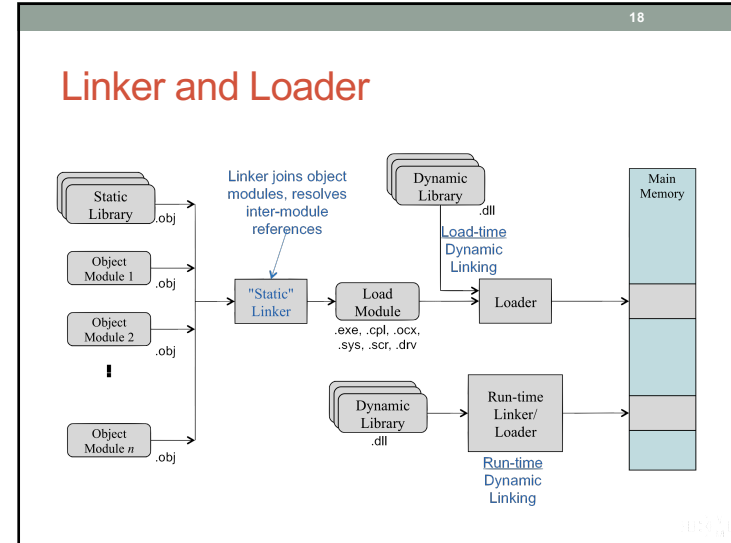 18
Linker and Loader
Static
Library
.obj
Linker joins object
modules, resolves
inter-module
references
Dynamic
Library
.dll
Main
Memory
Load-time
Dynamic
Linking
Object
Module 1
.obj
"Static"
Linker
Load
Module
.exe, .cpl, .ocx,
.sys, .scr, .drv
Loader
Object
Module 2
.obj
Dynamic
Library
.dll
Run-time
Linker/
Loader
Object
Module n
.obj
Run-time
Dynamic
Linking